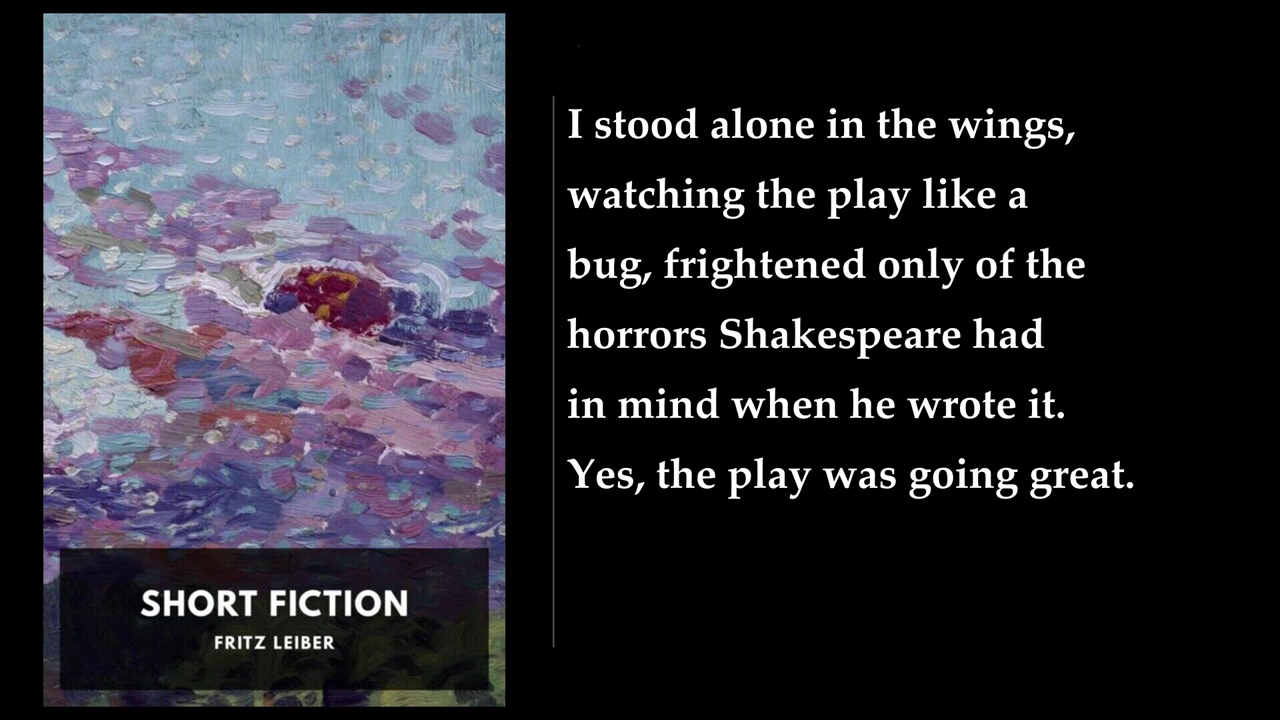 SHORT FICTION
FRITZ LEIBER
I stood alone in the wings,
watching the play like a
bug, frightened only of the
horrors Shakespeare had
in mind when he wrote it.
Yes, the play was going great.